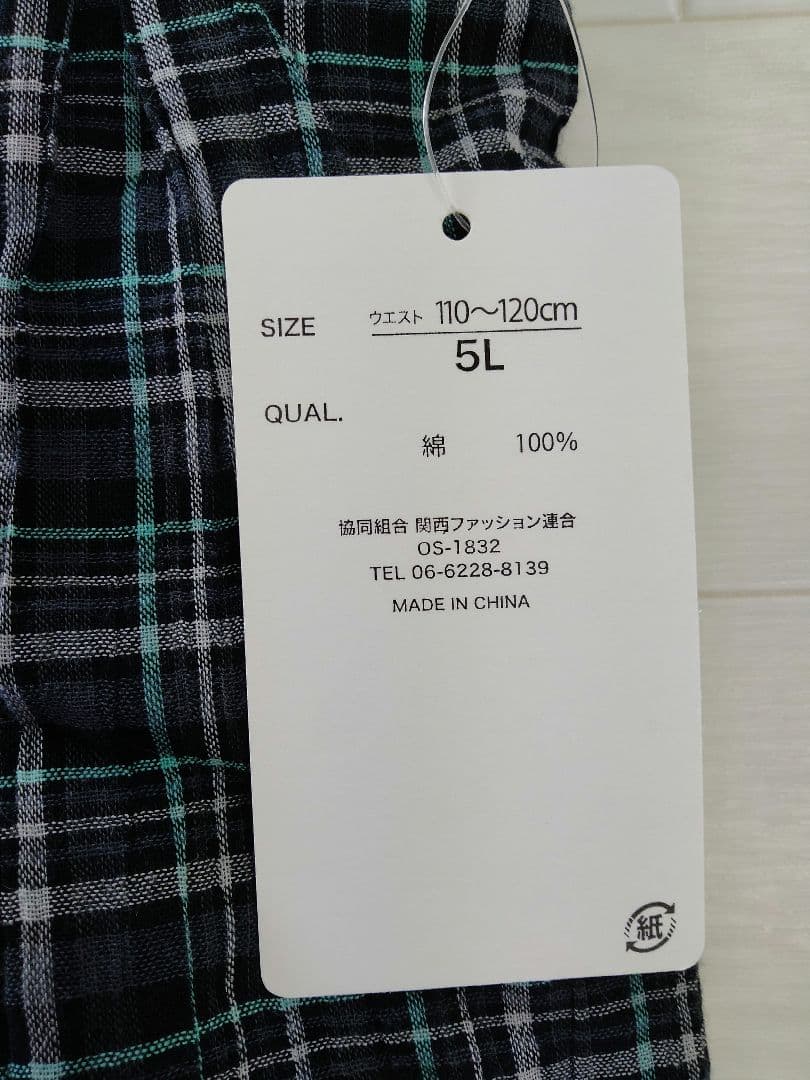 SIZE ウエスト 110〜120cm
5L
QUAL.
綿 100%
協同組合 関西ファッション連合
OS-1832
TEL 06-6228-8139
MADE IN CHINA
紙